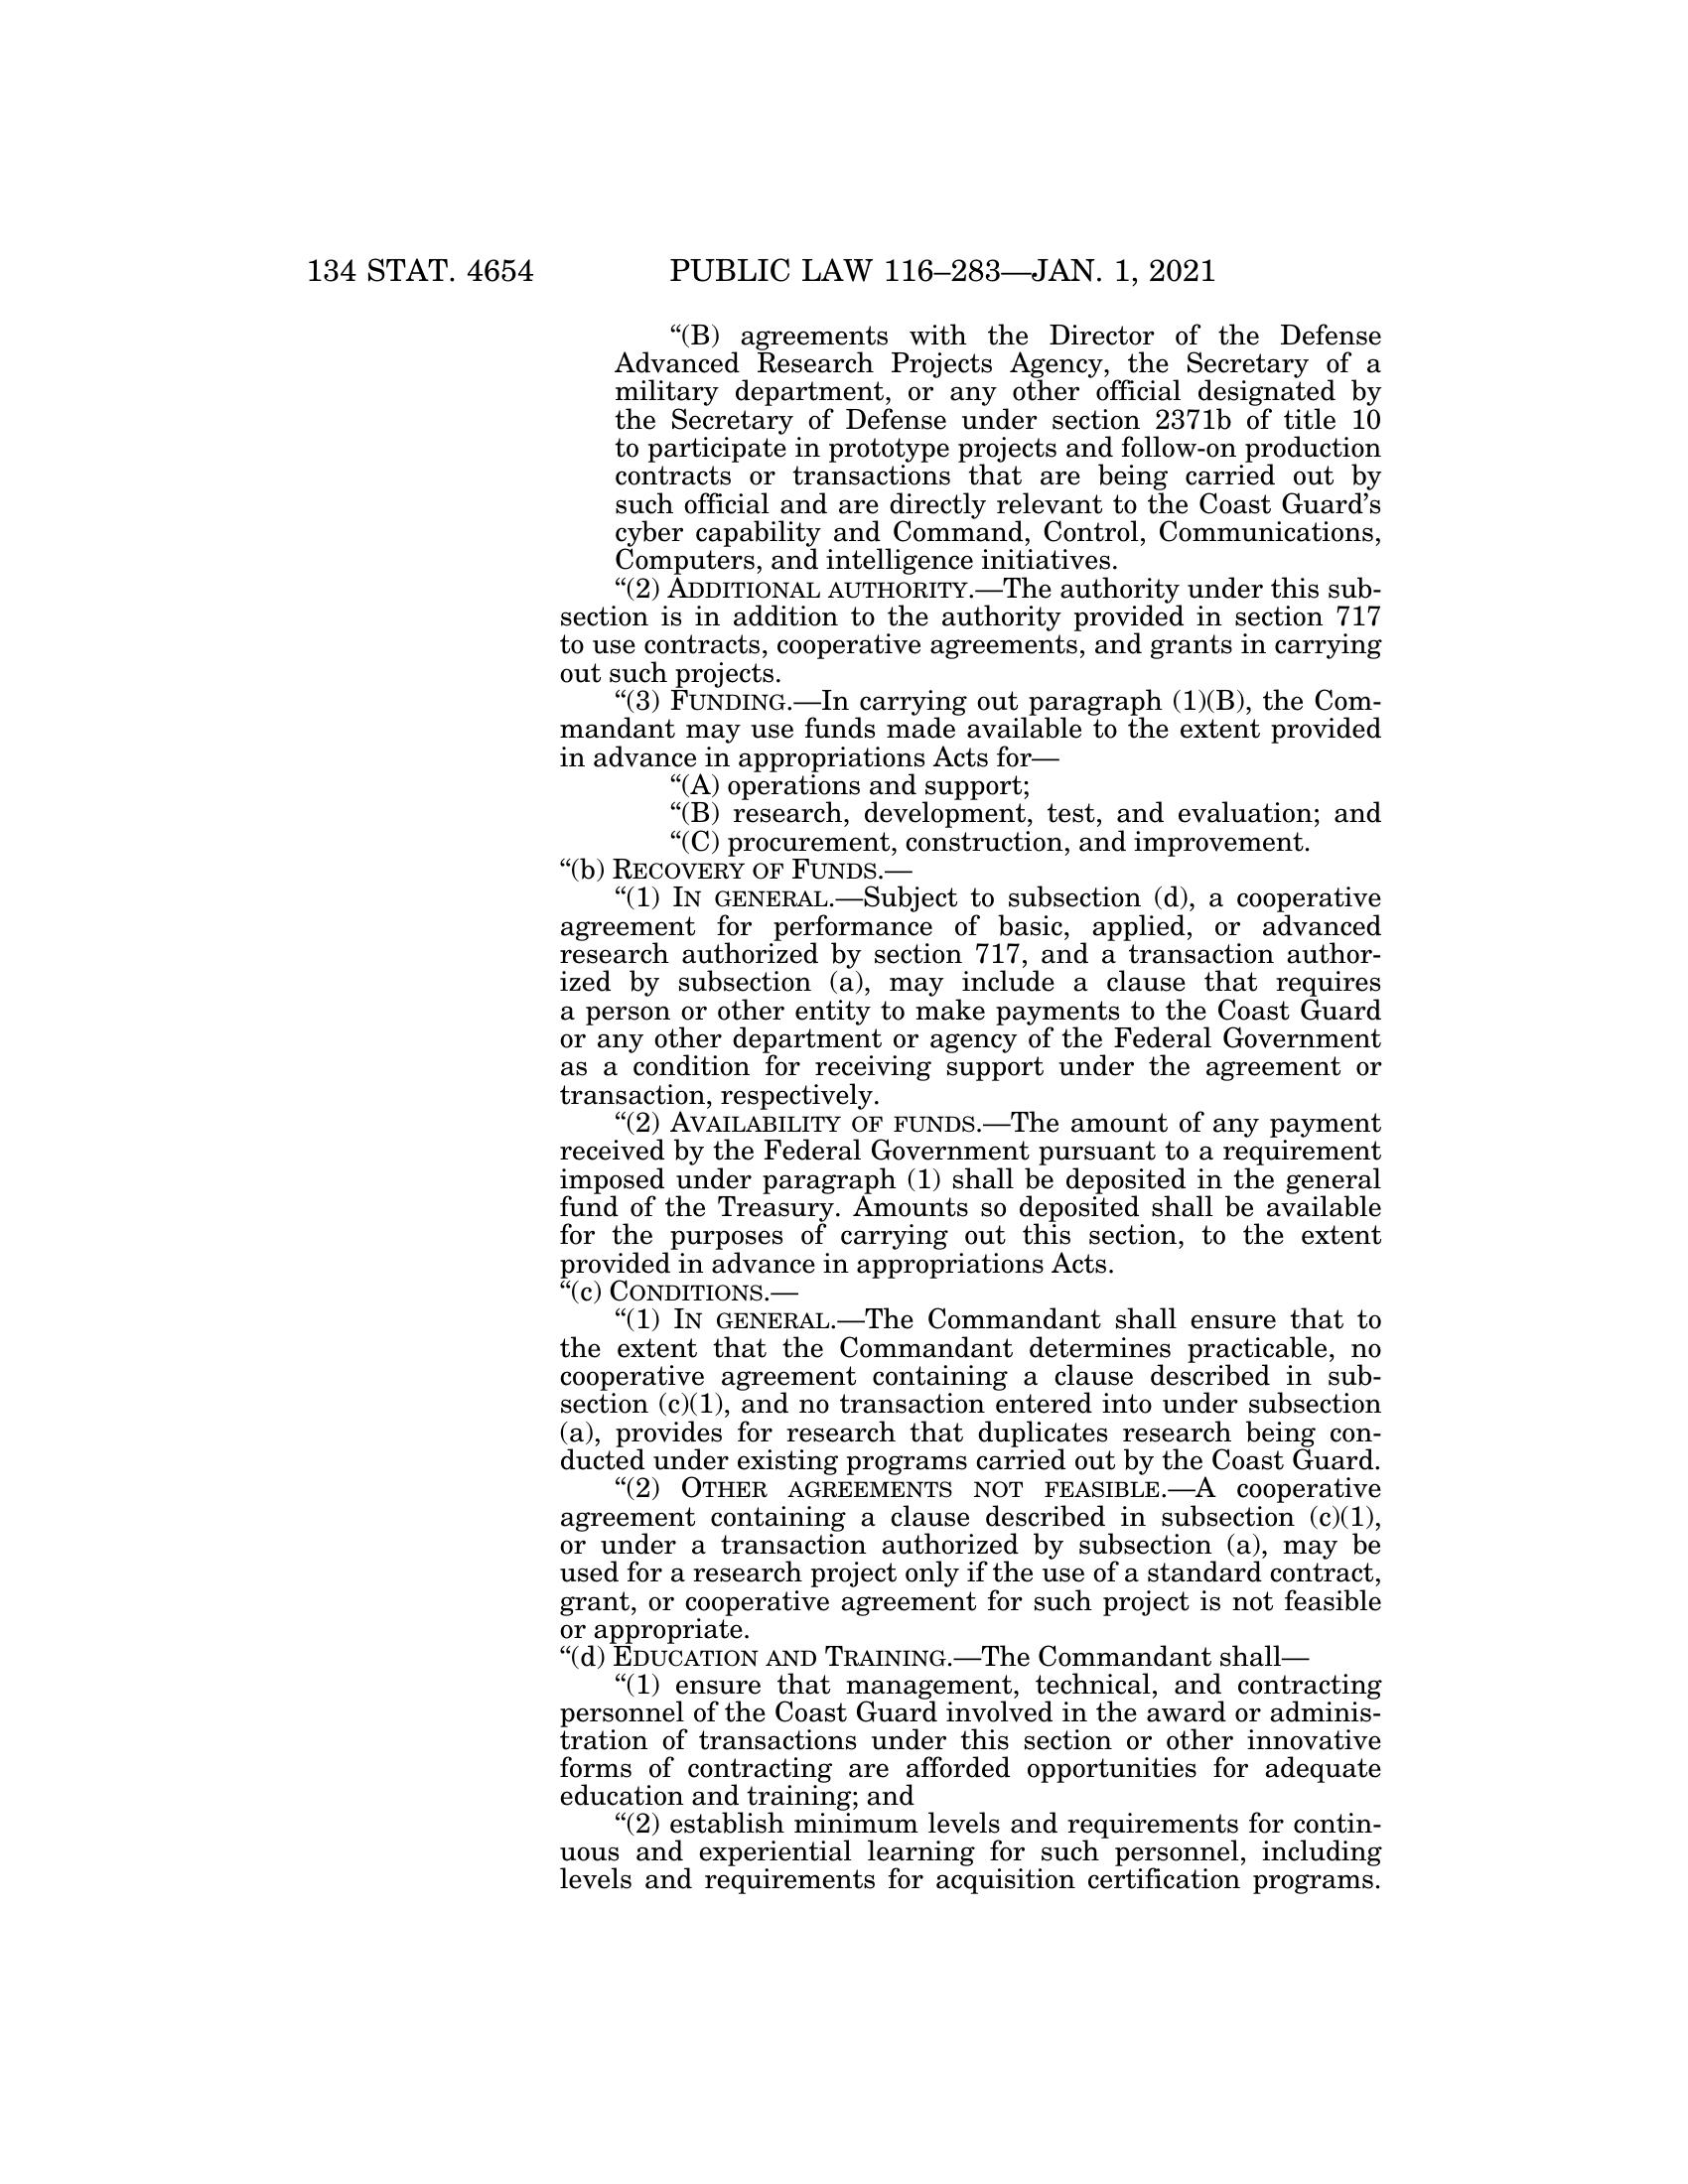 134 STAT. 4654 PUBLIC LAW 116–283—JAN. 1, 2021
“(B) agreements with the Director of the Defense
Advanced Research Projects Agency, the Secretary of a
military department, or any other official designated by
the Secretary of Defense under section 2371b of title 10
to participate in prototype projects and follow-on production
contracts or transactions that are being carried out by
such official and are directly relevant to the Coast Guard’s
cyber capability and Command, Control, Communications,
Computers, and intelligence initiatives.
“(2) ADDITIONAL AUTHORITY.—The authority under this sub-
section is in addition to the authority provided in section 717
to use contracts, cooperative agreements, and grants in carrying
out such projects.
“(3) FUNDING.—In carrying out paragraph (1)(B), the Com-
mandant may use funds made available to the extent provided
in advance in appropriations Acts for—
“(A) operations and support;
“(B) research, development, test, and evaluation; and
“(C) procurement, construction, and improvement.
“(b) RECOVERY OF FUNDS.—
“(1) IN GENERAL.—Subject to subsection (d), a cooperative
agreement for performance of basic, applied, or advanced
research authorized by section 717, and a transaction author-
ized by subsection (a), may include a clause that requires
a person or other entity to make payments to the Coast Guard
or any other department or agency of the Federal Government
as a condition for receiving support under the agreement or
transaction, respectively.
“(2) AVAILABILITY OF FUNDS.—The amount of any payment
received by the Federal Government pursuant to a requirement
imposed under paragraph (1) shall be deposited in the general
fund of the Treasury. Amounts so deposited shall be available
for the purposes of carrying out this section, to the extent
provided in advance in appropriations Acts.
“(c) CONDITIONS.—
“(1) IN GENERAL.—The Commandant shall ensure that to
the extent that the Commandant determines practicable, no
cooperative agreement containing a clause described in sub-
section (c)(1), and no transaction entered into under subsection
(a), provides for research that duplicates research being con-
ducted under existing programs carried out by the Coast Guard.
“(2) OTHER AGREEMENTS NOT FEASIBLE.—A cooperative
agreement containing a clause described in subsection (c)(1),
or under a transaction authorized by subsection (a), may be
used for a research project only if the use of a standard contract,
grant, or cooperative agreement for such project is not feasible
or appropriate.
“(d) EDUCATION AND TRAINING.—The Commandant shall—
“(1) ensure that management, technical, and contracting
personnel of the Coast Guard involved in the award or adminis-
tration of transactions under this section or other innovative
forms of contracting are afforded opportunities for adequate
education and training; and
“(2) establish minimum levels and requirements for contin-
uous and experiential learning for such personnel, including
levels and requirements for acquisition certification programs.